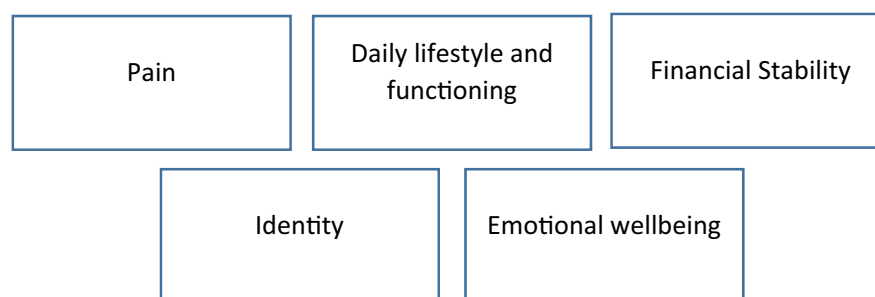 Pain
Daily lifestyle and
functioning
Financial Stability
Identity
Emotional wellbeing